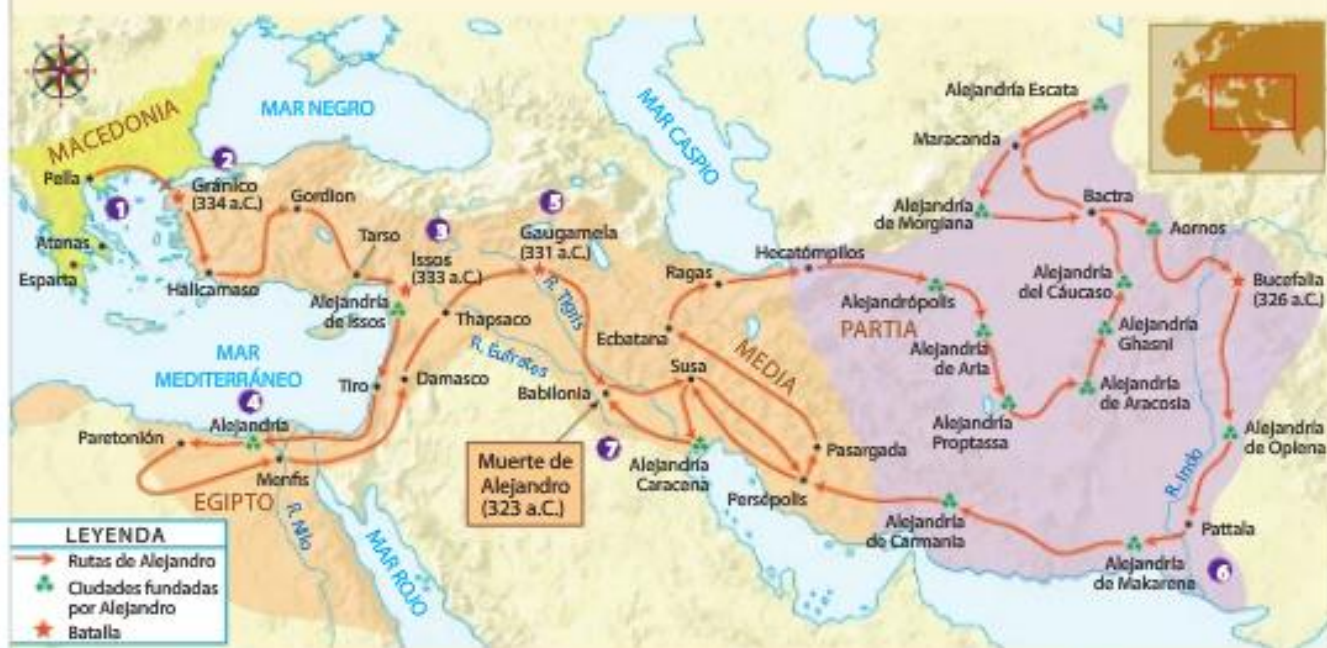 MAR NEGRO
MACEDONIA
Pella
1
2
Gránico
(334 a.C.)
Gordion
Atenas
Esparta
Halicarnaso
Tarso
3
Issos
(333 a.C.)
Alejandría
de Issos
5
Gaugamela
(331 a.C.)
R. Tigris
Thapsaco
R. Eufrates
MAR
MEDITERRÁNEO
Tiro
Damasco
4
Alejandría
Paretonión
Menfis
EGIPTO
R. Nilo
MAR ROJO
MAR CASPIO
Ragas
Hecatómpilos
Ecbatana
MEDIA
Susa
Babilonia
7
Muerte de
Alejandro
(323 a.C.)
Alejandría
Caracena
Pasargada
Persépolis
Alejandría Escata
Maracanda
Alejandría
de Morgiana
Bactra
Aornos
Alejandría
del Cáucaso
Bucefalia
(326 a.C.)
Alejandrópolis
PARTIA
Alejandría
Ghasni
Alejandría
de Aria
Alejandría
de Aracosia
Alejandría
Proptassa
Alejandría
de Opiena
R. Indo
Pattala
Alejandría
de Carmania
Alejandría
de Makarene
6
LEYENDA
Rutas de Alejandro
Ciudades fundadas
por Alejandro
Batalla